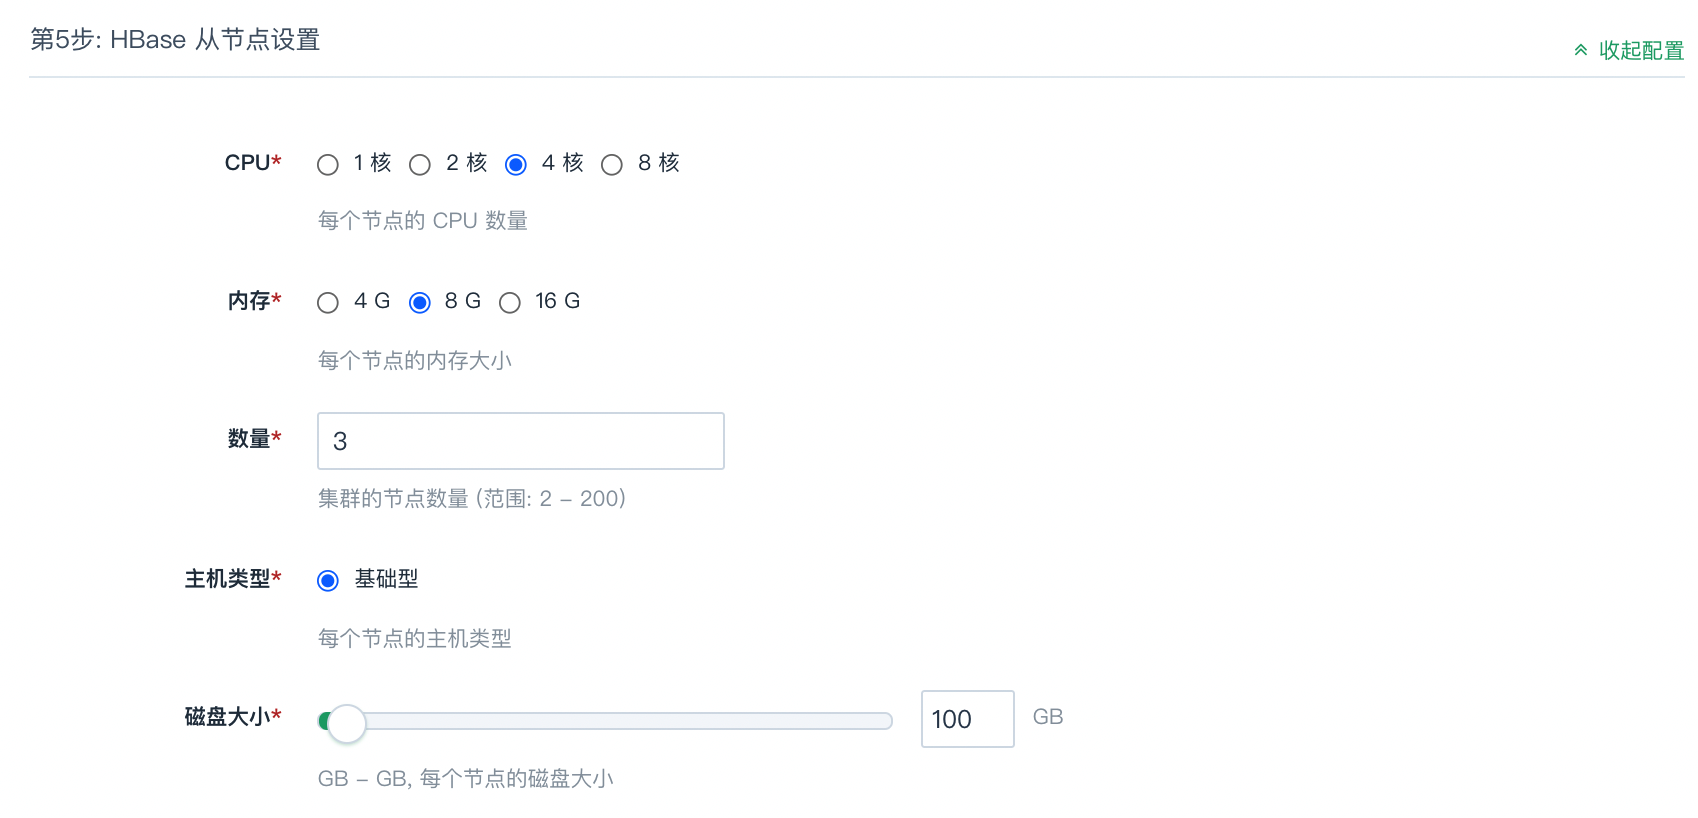 第5步: HBase 从节点设置
收起配置
CPU* 1 核 2 核 4 核 8 核
每个节点的 CPU 数量
内存* 4 G 8 G 16 G
每个节点的内存大小
数量* 3
集群的节点数量 (范围: 2 – 200)
主机类型* 基础型
每个节点的主机类型
磁盘大小* 100 GB
GB – GB, 每个节点的磁盘大小